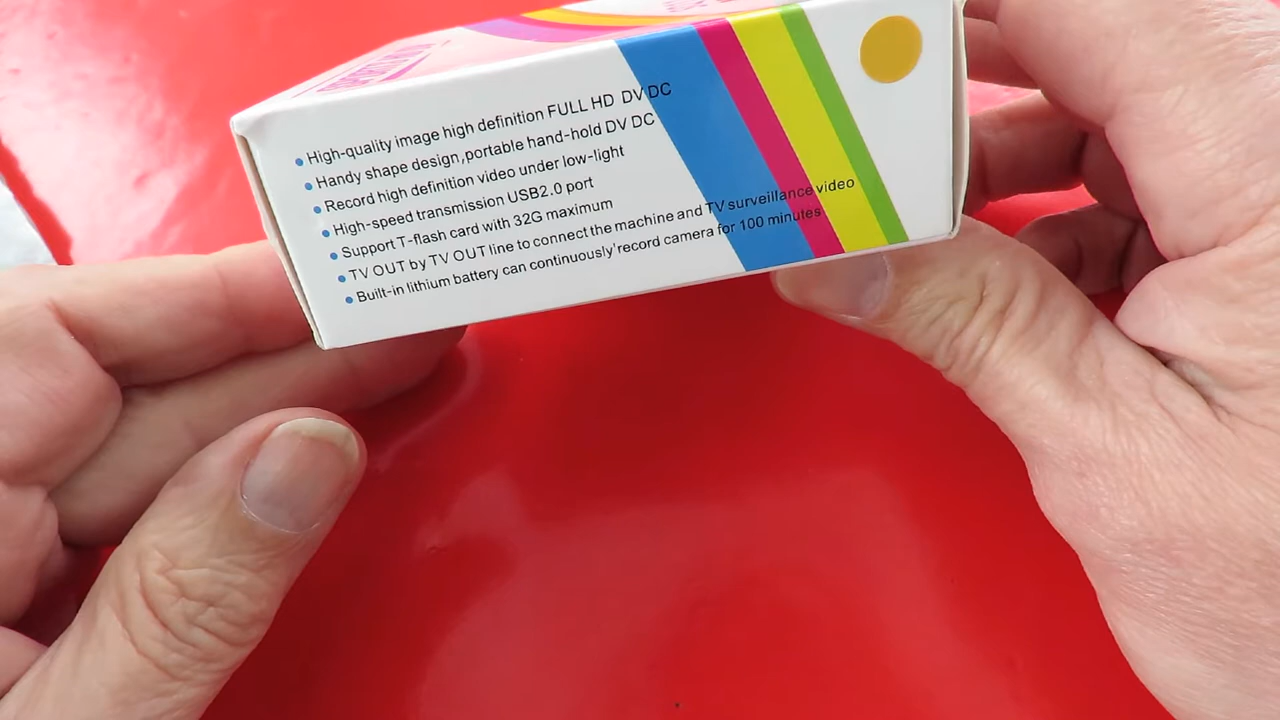 High-quality image high definition FULL HD DV DC
Handy shape design,portable hand-hold DV DC
Record high definition video under low-light
High-speed transmission USB2.0 port
Support T-flash card with 32G maximum
TV OUT by TV OUT line to connect the machine and TV surveillance video
Built-in lithium battery can continuously'record camera for 100 minutes